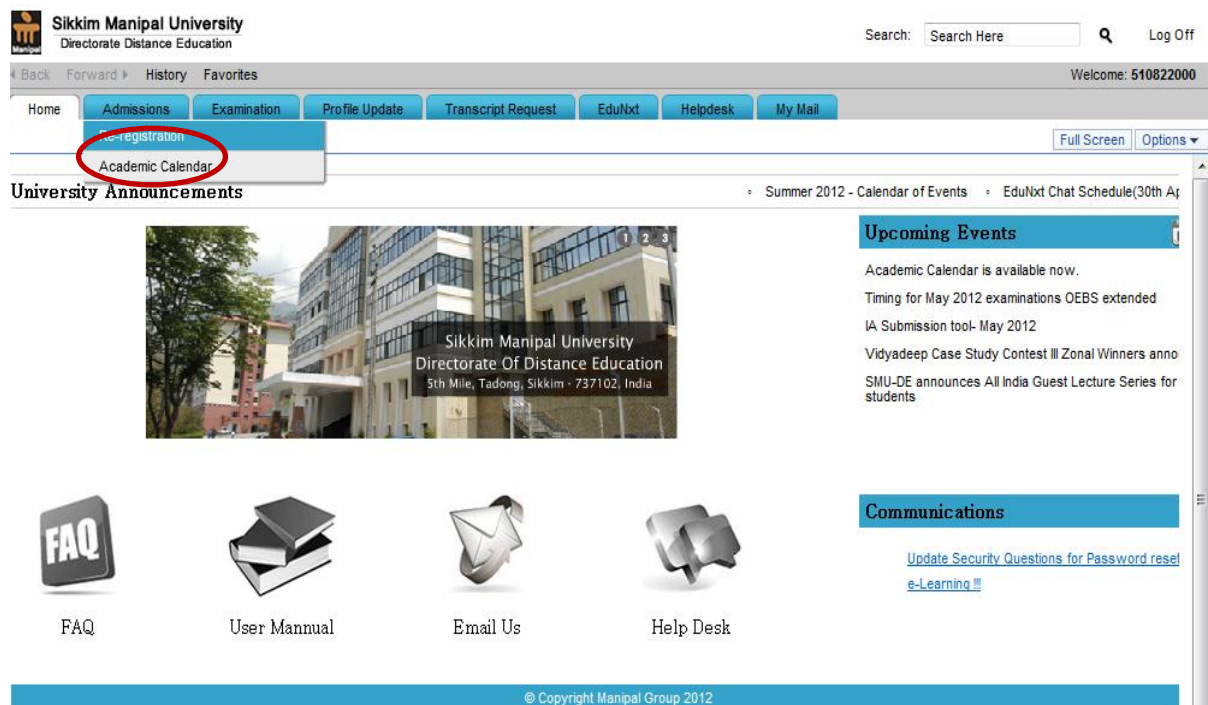 Sikkim Manipal University
Directorate Distance Education
Manipal
Search: Search Here Log Off
Back Forward History Favorites Welcome: 510822000
Home Admissions Examination Profile Update Transcript Request EduNxt Helpdesk My Mail
Re-registration
Full Screen Options
Academic Calendar
University Announcements
Summer 2012 - Calendar of Events EduNxt Chat Schedule(30th Ap
1 2 3
Sikkim Manipal University
Directorate Of Distance Education
5th Mile, Tadong, Sikkim - 737102, India
Upcoming Events
Academic Calendar is available now.
Timing for May 2012 examinations OEBS extended
IA Submission tool- May 2012
Vidyadeep Case Study Contest III Zonal Winners anno
SMU-DE announces All India Guest Lecture Series for
students
FAQ
FAQ
User Mannual
Email Us
Help Desk
Communications
Update Security Questions for Password reset
e-Learning !!!
© Copyright Manipal Group 2012